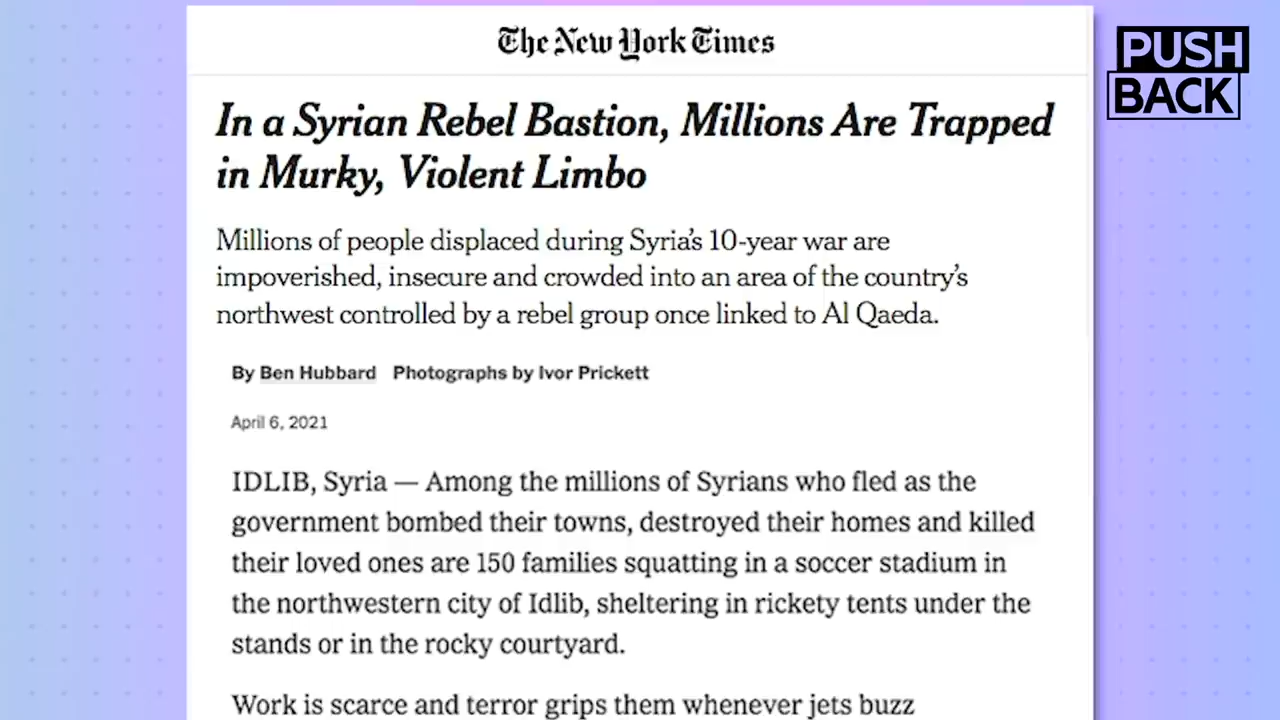 The New York Times
PUSH
BACK
In a Syrian Rebel Bastion, Millions Are Trapped
in Murky, Violent Limbo
Millions of people displaced during Syria’s 10-year war are
impoverished, insecure and crowded into an area of the country’s
northwest controlled by a rebel group once linked to Al Qaeda.
By Ben Hubbard Photographs by Ivor Prickett
April 6, 2021
IDLIB, Syria — Among the millions of Syrians who fled as the
government bombed their towns, destroyed their homes and killed
their loved ones are 150 families squatting in a soccer stadium in
the northwestern city of Idlib, sheltering in rickety tents under the
stands or in the rocky courtyard.
Work is scarce and terror grips them whenever jets buzz